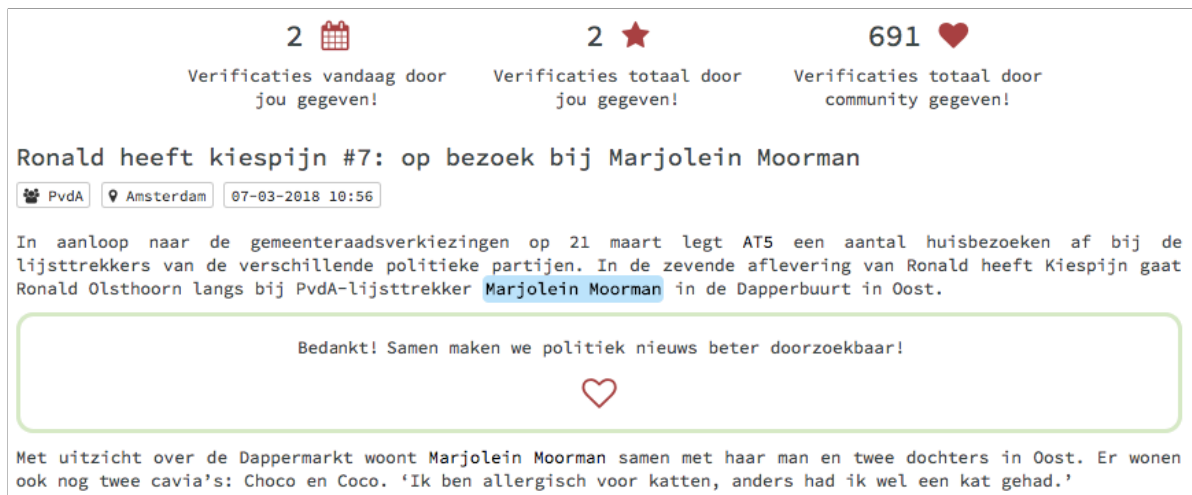 2 2 691
Verificaties vandaag door Verificaties totaal door Verificaties totaal door
jou gegeven! jou gegeven! community gegeven!
Ronald heeft kiespijn #7: op bezoek bij Marjolein Moorman
PvdA Amsterdam 07-03-2018 10:56
In aanloop naar de gemeenteraadsverkiezingen op 21 maart legt AT5 een aantal huisbezoeken af bij de
lijsttrekkers van de verschillende politieke partijen. In de zevende aflevering van Ronald heeft Kiespijn gaat
Ronald Olsthoorn langs bij PvdA-lijsttrekker Marjolein Moorman in de Dapperbuurt in Oost.
Bedankt! Samen maken we politiek nieuws beter doorzoekbaar!
Met uitzicht over de Dappermarkt woont Marjolein Moorman samen met haar man en twee dochters in Oost. Er wonen
ook nog twee cavia's: Choco en Coco. ‘Ik ben allergisch voor katten, anders had ik wel een kat gehad.’